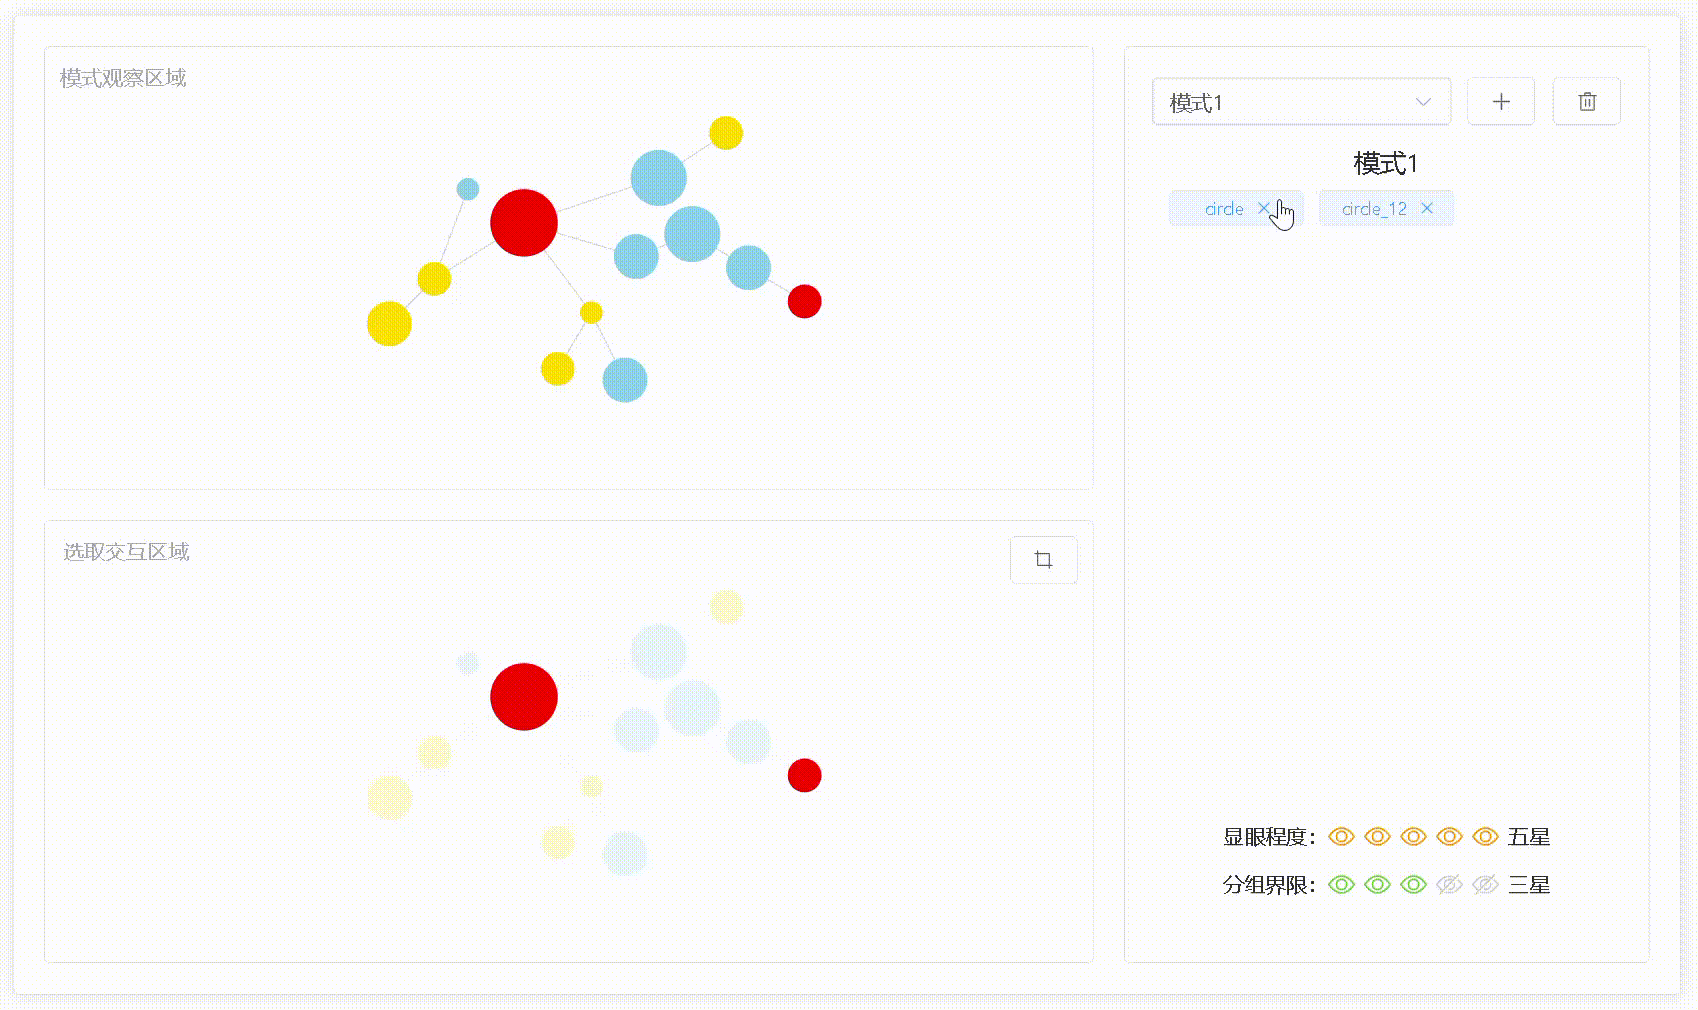 模式观察区域
选取交互区域
模式1
模式1
circle
circle_12
显眼程度: 五星
分组界限: 三星